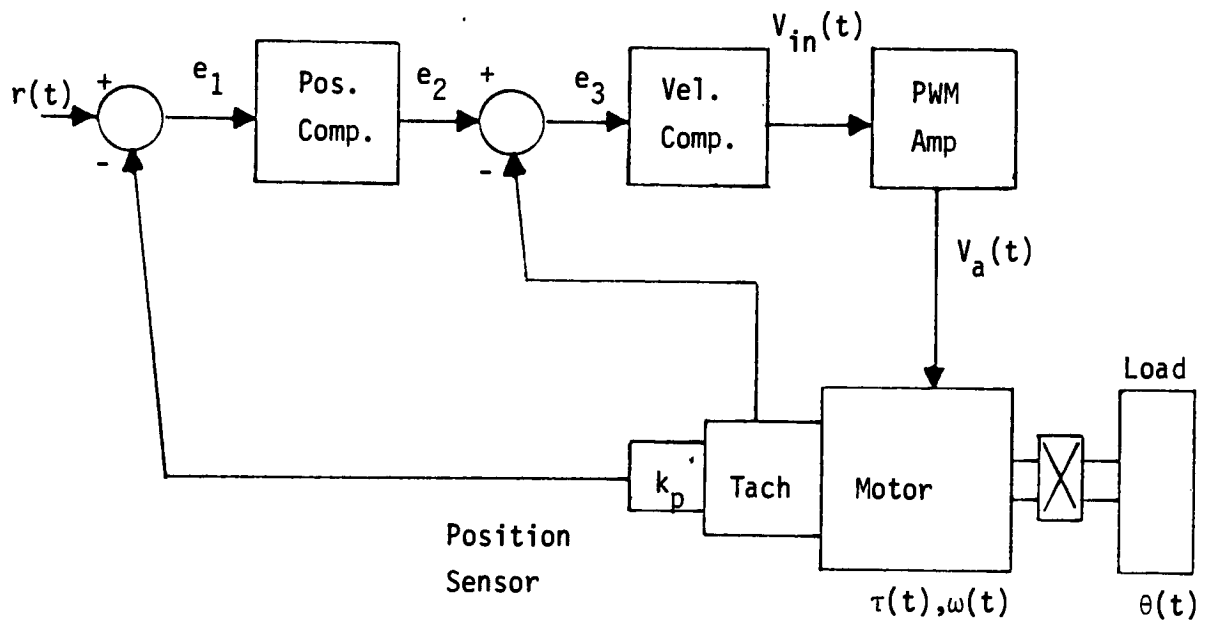 V_in(t)
r(t)
+
-
e_1
Pos.
Comp.
e_2
+
-
e_3
Vel.
Comp.
PWM
Amp
V_a(t)
Load
k_p
Tach
Motor
Position
Sensor
τ(t),ω(t)
θ(t)